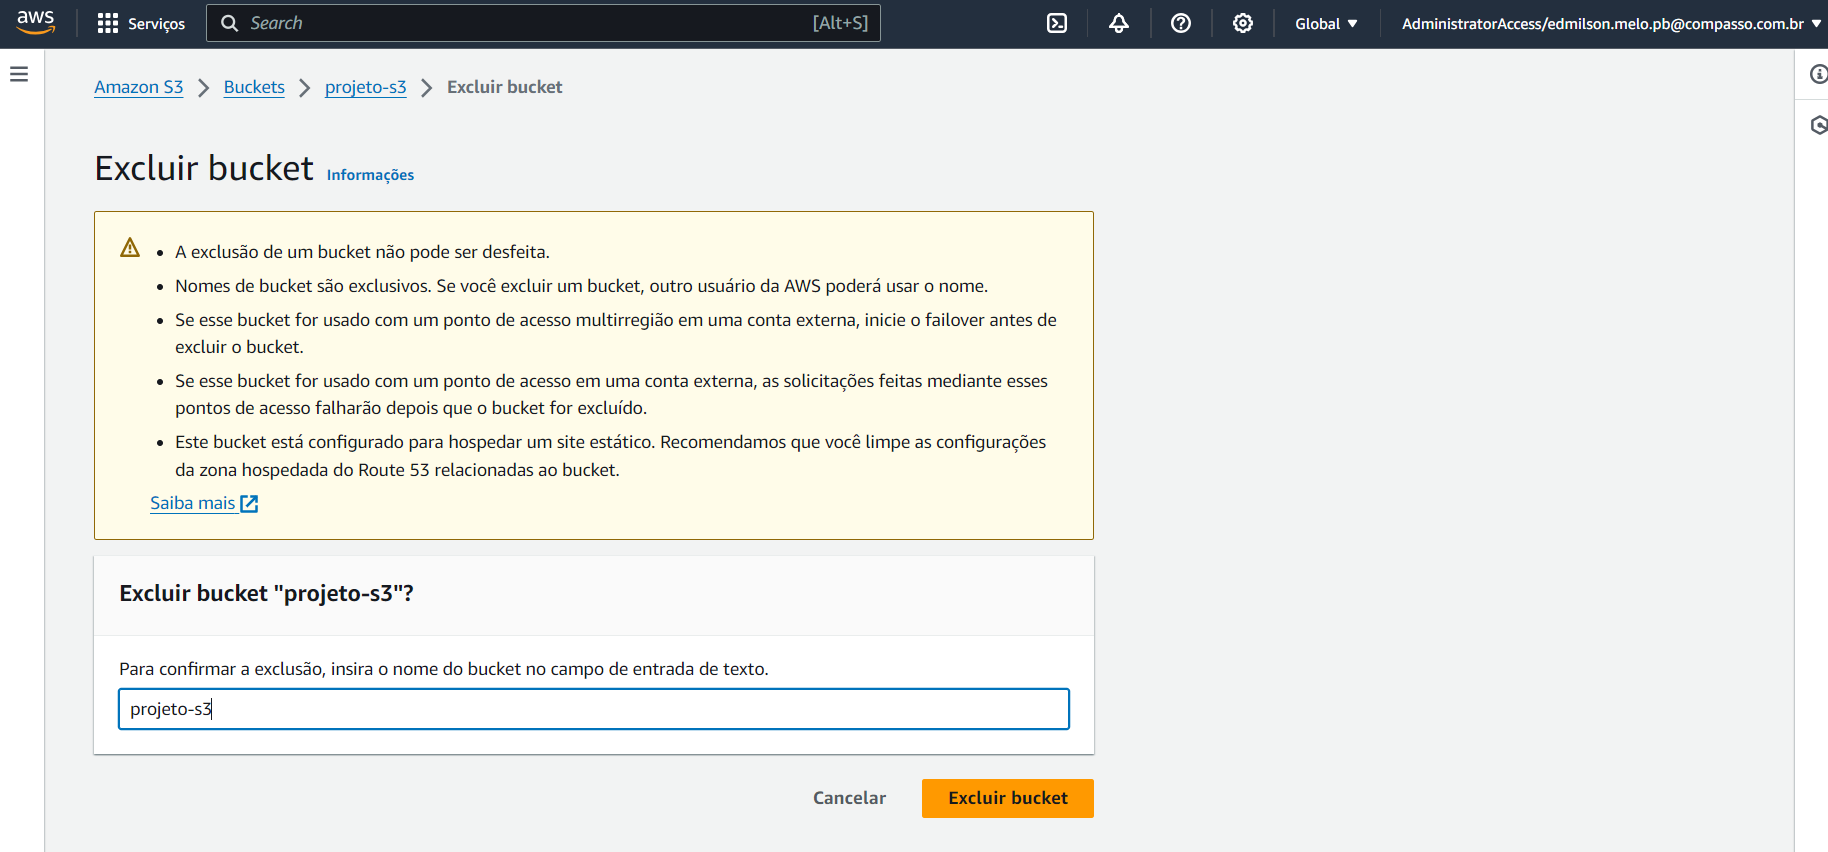 aws
Serviços
Search
[Alt+S]
Global
AdministratorAccess/edmilson.melo.pb@compasso.com.br
Amazon S3
Buckets
projeto-s3
Excluir bucket
Excluir bucket
Informações
A exclusão de um bucket não pode ser desfeita.
Nomes de bucket são exclusivos. Se você excluir um bucket, outro usuário da AWS poderá usar o nome.
Se esse bucket for usado com um ponto de acesso multirregião em uma conta externa, inicie o failover antes de
excluir o bucket.
Se esse bucket for usado com um ponto de acesso em uma conta externa, as solicitações feitas mediante esses
pontos de acesso falharão depois que o bucket for excluído.
Este bucket está configurado para hospedar um site estático. Recomendamos que você limpe as configurações
da zona hospedada do Route 53 relacionadas ao bucket.
Saiba mais
Excluir bucket "projeto-s3"?
Para confirmar a exclusão, insira o nome do bucket no campo de entrada de texto.
projeto-s3
Cancelar
Excluir bucket